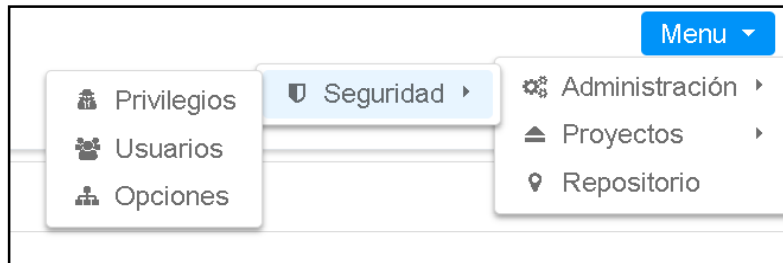 Menu
Administración
Proyectos
Repositorio
Seguridad
Privilegios
Usuarios
Opciones